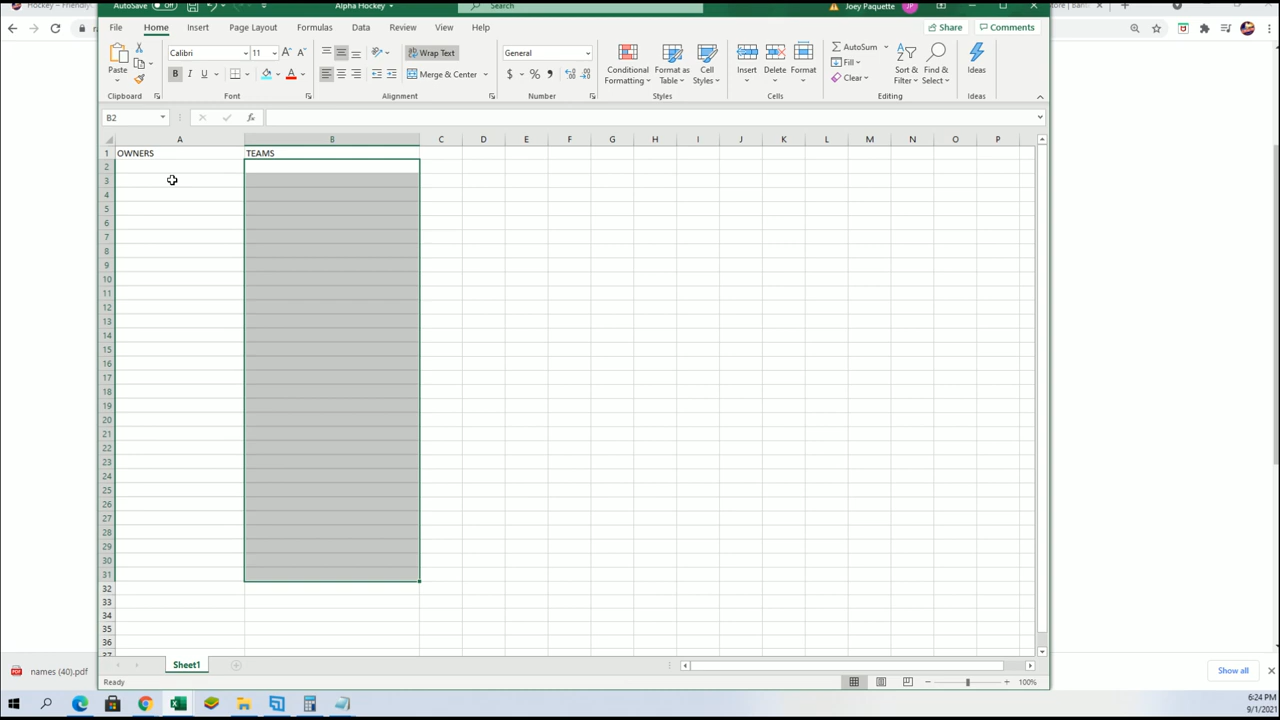 Hockey – Friendly
AutoSave Off
Alpha Hockey
Search
Joey Paquette JP
File Home Insert Page Layout Formulas Data Review View Help Share Comments
Paste
Calibri 11
Wrap Text
General
Conditional Formatting
Format as Table
Cell Styles
Insert
Delete
Format
AutoSum
B I U
Merge & Center
$ % ,
Fill
Clear
Sort & Filter
Find & Select
Ideas
Clipboard Font Alignment Number Styles Cells Editing Ideas
B2 fx
A B C D E F G H I J K L M N O P
1 OWNERS TEAMS
2
3
4
5
6
7
8
9
10
11
12
13
14
15
16
17
18
19
20
21
22
23
24
25
26
27
28
29
30
31
32
33
34
35
36
37
Sheet1
names (40).pdf
Show all
Ready
100%
6:24 PM
9/1/2021